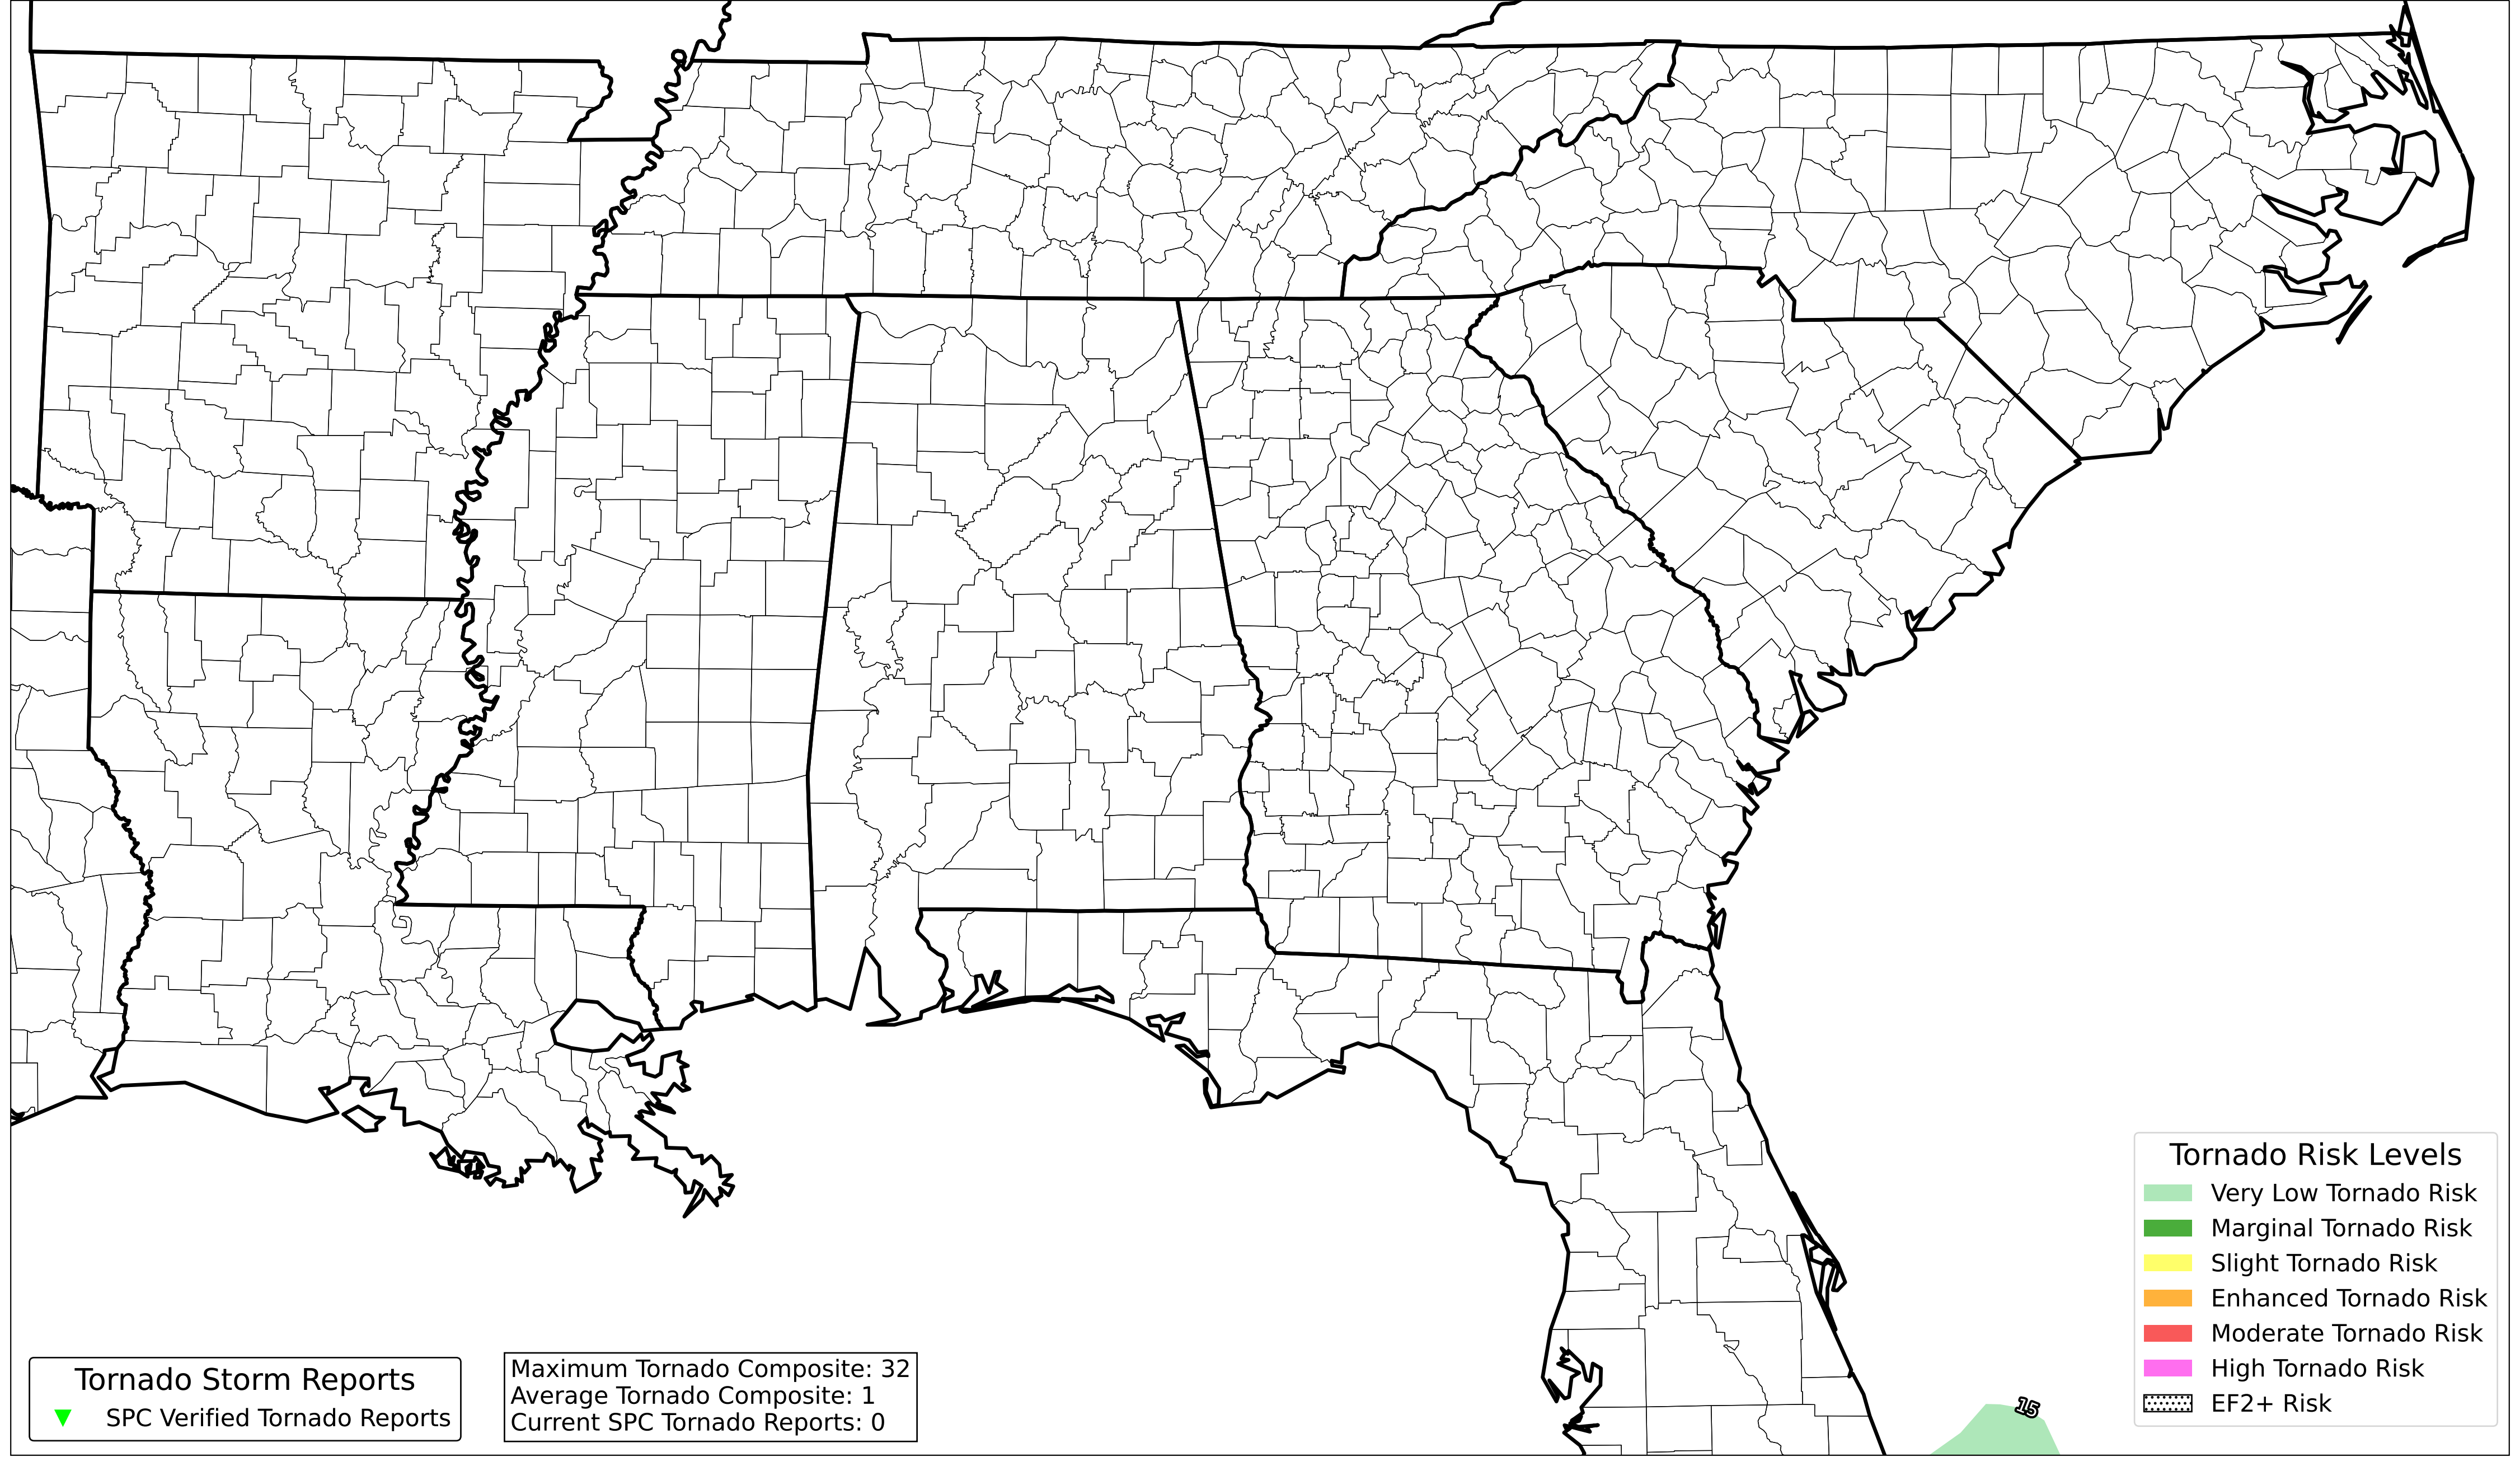 Tornado Storm Reports
SPC Verified Tornado Reports
Maximum Tornado Composite: 32
Average Tornado Composite: 1
Current SPC Tornado Reports: 0
15
Tornado Risk Levels
Very Low Tornado Risk
Marginal Tornado Risk
Slight Tornado Risk
Enhanced Tornado Risk
Moderate Tornado Risk
High Tornado Risk
EF2+ Risk